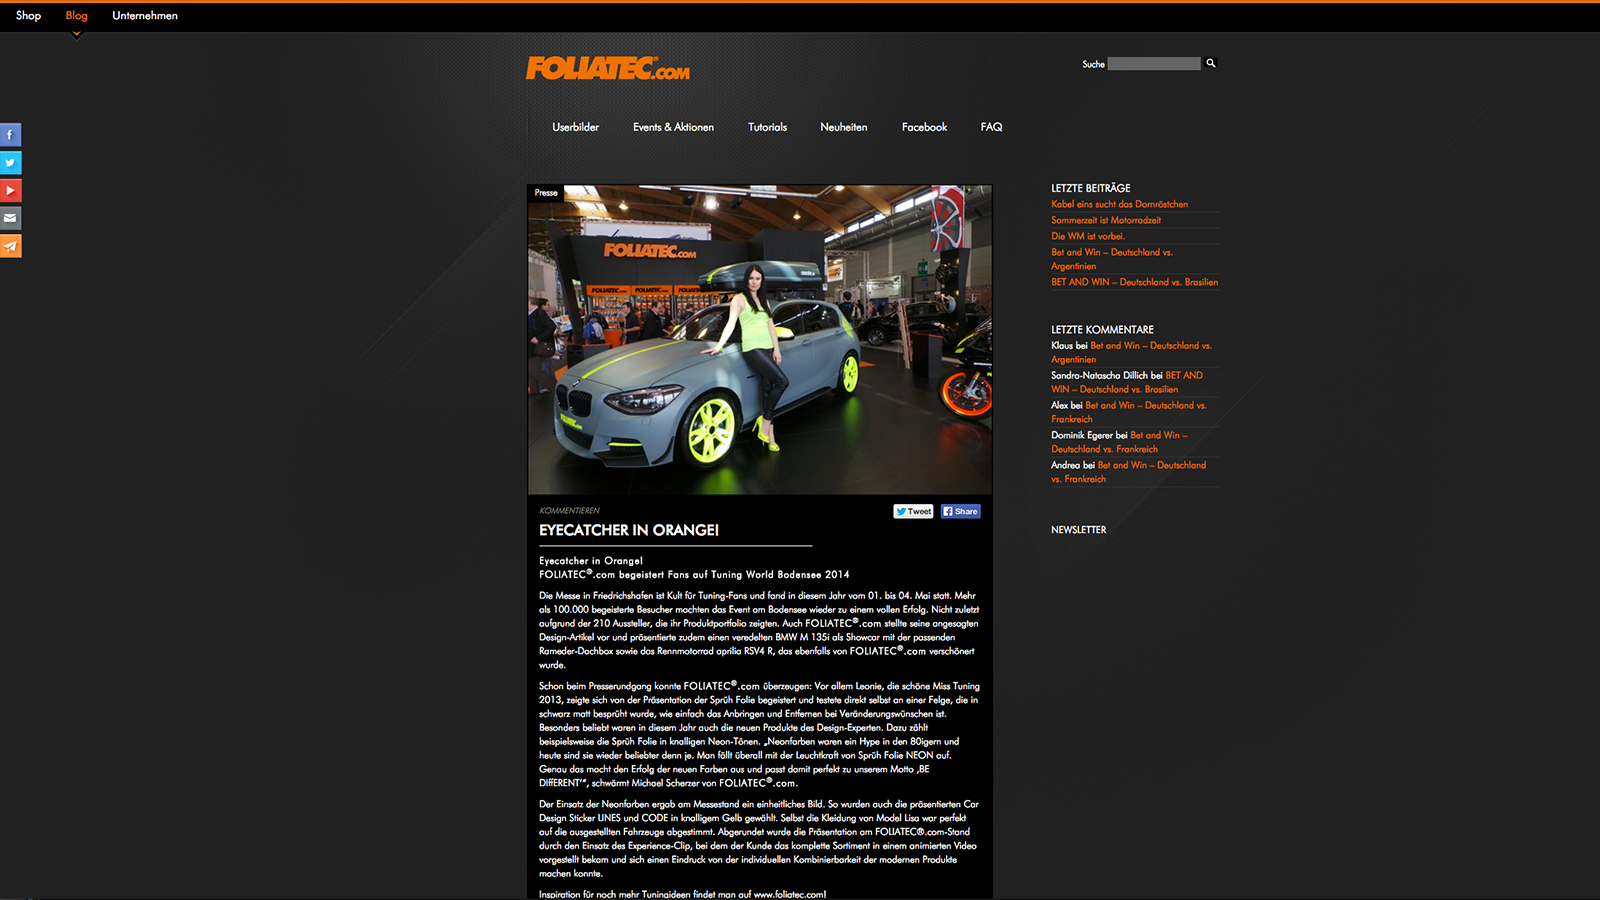 Shop
Blog
Unternehmen
FOLIATEC.COM
Suche
Userbilder
Events & Aktionen
Tutorials
Neuheiten
Facebook
FAQ
Presse
FOLIATEC.COM
FOLIATEC.COM
EYECATCHER IN ORANGE!
KOMMENTIEREN
Tweet
Share
Eyecatcher in Orange!
FOLIATEC®.com begeistert Fans auf Tuning World Bodensee 2014
Die Messe in Friedrichshafen ist Kult für Tuning-Fans und fand in diesem Jahr vom 01. bis 04. Mai statt. Mehr
als 100.000 begeisterte Besucher machten das Event am Bodensee wieder zu einem vollen Erfolg. Nicht zuletzt
aufgrund der 210 Aussteller, die ihr Produktportfolio zeigten. Auch FOLIATEC®.com stellte seine angesagten
Design-Artikel vor und präsentierte zudem einen veredelten BMW M 135i als Showcar mit der passenden
Rameder-Dachbox sowie das Rennmotorrad aprilia RSV4 R, das ebenfalls von FOLIATEC®.com verschönert
wurde.
Schon beim Presserundgang konnte FOLIATEC®.com überzeugen: Vor allem Leonie, die schöne Miss Tuning
2013, zeigte sich von der Präsentation der Sprüh Folie begeistert und testete direkt selbst an einer Felge, die in
schwarz matt besprüht wurde, wie einfach das Anbringen und Entfernen bei Veränderungswünschen ist.
Besonders beliebt waren in diesem Jahr auch die neuen Produkte des Design-Experten. Dazu zählt
beispielsweise die Sprüh Folie in knalligen Neon-Tönen. „Neonfarben waren ein Hype in den 80igern und
heute sind sie wieder beliebter denn je. Man fällt überall mit der Leuchtkraft von Sprüh Folie NEON auf.
Genau das macht den Erfolg der neuen Farben aus und passt damit perfekt zu unserem Motto ‚BE
DIffERENT'“, schwärmt Michael Scherzer von FOLIATEC®.com.
Der Einsatz der Neonfarben ergab am Messestand ein einheitliches Bild. So wurden auch die präsentierten Car
Design Sticker LINES und CODE in knalligem Gelb gewählt. Selbst die Kleidung von Model Lisa war perfekt
auf die ausgestellten Fahrzeuge abgestimmt. Abgerundet wurde die Präsentation am FOLIATEC®.com-Stand
durch den Einsatz des Experience-Clip, bei dem der Kunde das komplette Sortiment in einem animierten Video
vorgestellt bekam und sich einen Eindruck von der individuellen Kombinierbarkeit der modernen Produkte
machen konnte.
Inspiration für noch mehr Tuningideen findet man auf www.foliatec.com!
LETZTE BEITRÄGE
Kabel eins sucht das Domröstchen
Sommerzeit ist Motorradzeit
Die WM ist vorbei.
Bet and Win – Deutschland vs.
Argentinien
BET AND WIN – Deutschland vs. Brasilien
LETZTE KOMMENTARE
Klaus bei Bet and Win – Deutschland vs.
Argentinien
Sandra-Natascha Dillich bei BET AND
WIN – Deutschland vs. Brasilien
Alex bei Bet and Win – Deutschland vs.
Frankreich
Dominik Egerer bei Bet and Win –
Deutschland vs. Frankreich
Andrea bei Bet and Win – Deutschland
vs. Frankreich
NEWSLETTER